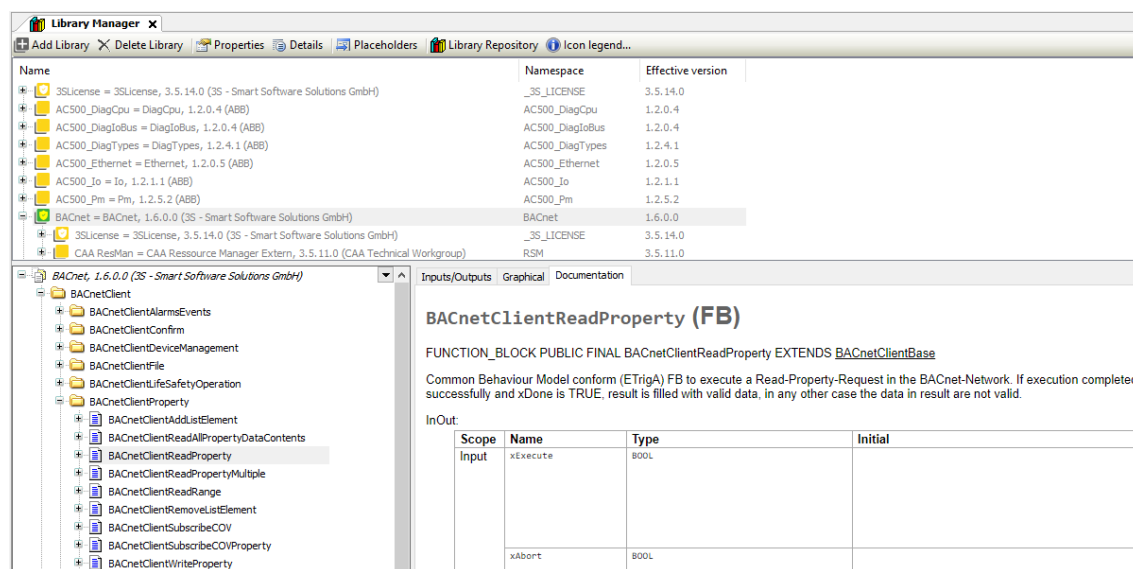 Library Manager
Add Library Delete Library Properties Details Placeholders Library Repository Icon legend...
Name Namespace Effective version
3SLicense = 3SLicense, 3.5.14.0 (3S - Smart Software Solutions GmbH) _3S_LICENSE 3.5.14.0
AC500_DiagCpu = DiagCpu, 1.2.0.4 (ABB) AC500_DiagCpu 1.2.0.4
AC500_DiagIoBus = DiagIoBus, 1.2.0.4 (ABB) AC500_DiagIoBus 1.2.0.4
AC500_DiagTypes = DiagTypes, 1.2.4.1 (ABB) AC500_DiagTypes 1.2.4.1
AC500_Ethernet = Ethernet, 1.2.0.5 (ABB) AC500_Ethernet 1.2.0.5
AC500_Io = Io, 1.2.1.1 (ABB) AC500_Io 1.2.1.1
AC500_Pm = Pm, 1.2.5.2 (ABB) AC500_Pm 1.2.5.2
BACnet = BACnet, 1.6.0.0 (3S - Smart Software Solutions GmbH) BACnet 1.6.0.0
3SLicense = 3SLicense, 3.5.14.0 (3S - Smart Software Solutions GmbH) _3S_LICENSE 3.5.14.0
CAA ResMan = CAA Ressource Manager Extern, 3.5.11.0 (CAA Technical Workgroup) RSM 3.5.11.0
BACnet, 1.6.0.0 (3S - Smart Software Solutions GmbH)
BACnetClient
BACnetClientAlarmsEvents
BACnetClientConfirm
BACnetClientDeviceManagement
BACnetClientFile
BACnetClientLifeSafetyOperation
BACnetClientProperty
BACnetClientAddListElement
BACnetClientReadAllPropertyDataContents
BACnetClientReadProperty
BACnetClientReadPropertyMultiple
BACnetClientReadRange
BACnetClientRemoveListElement
BACnetClientSubscribeCOV
BACnetClientSubscribeCOVProperty
BACnetClientWriteProperty
Inputs/Outputs Graphical Documentation
BACnetClientReadProperty (FB)
FUNCTION_BLOCK PUBLIC FINAL BACnetClientReadProperty EXTENDS BACnetClientBase
Common Behaviour Model conform (ETrigA) FB to execute a Read-Property-Request in the BACnet-Network. If execution completed
successfully and xDone is TRUE, result is filled with valid data, in any other case the data in result are not valid.
InOut:
Scope Name Type Initial
Input xExecute BOOL
xAbort BOOL